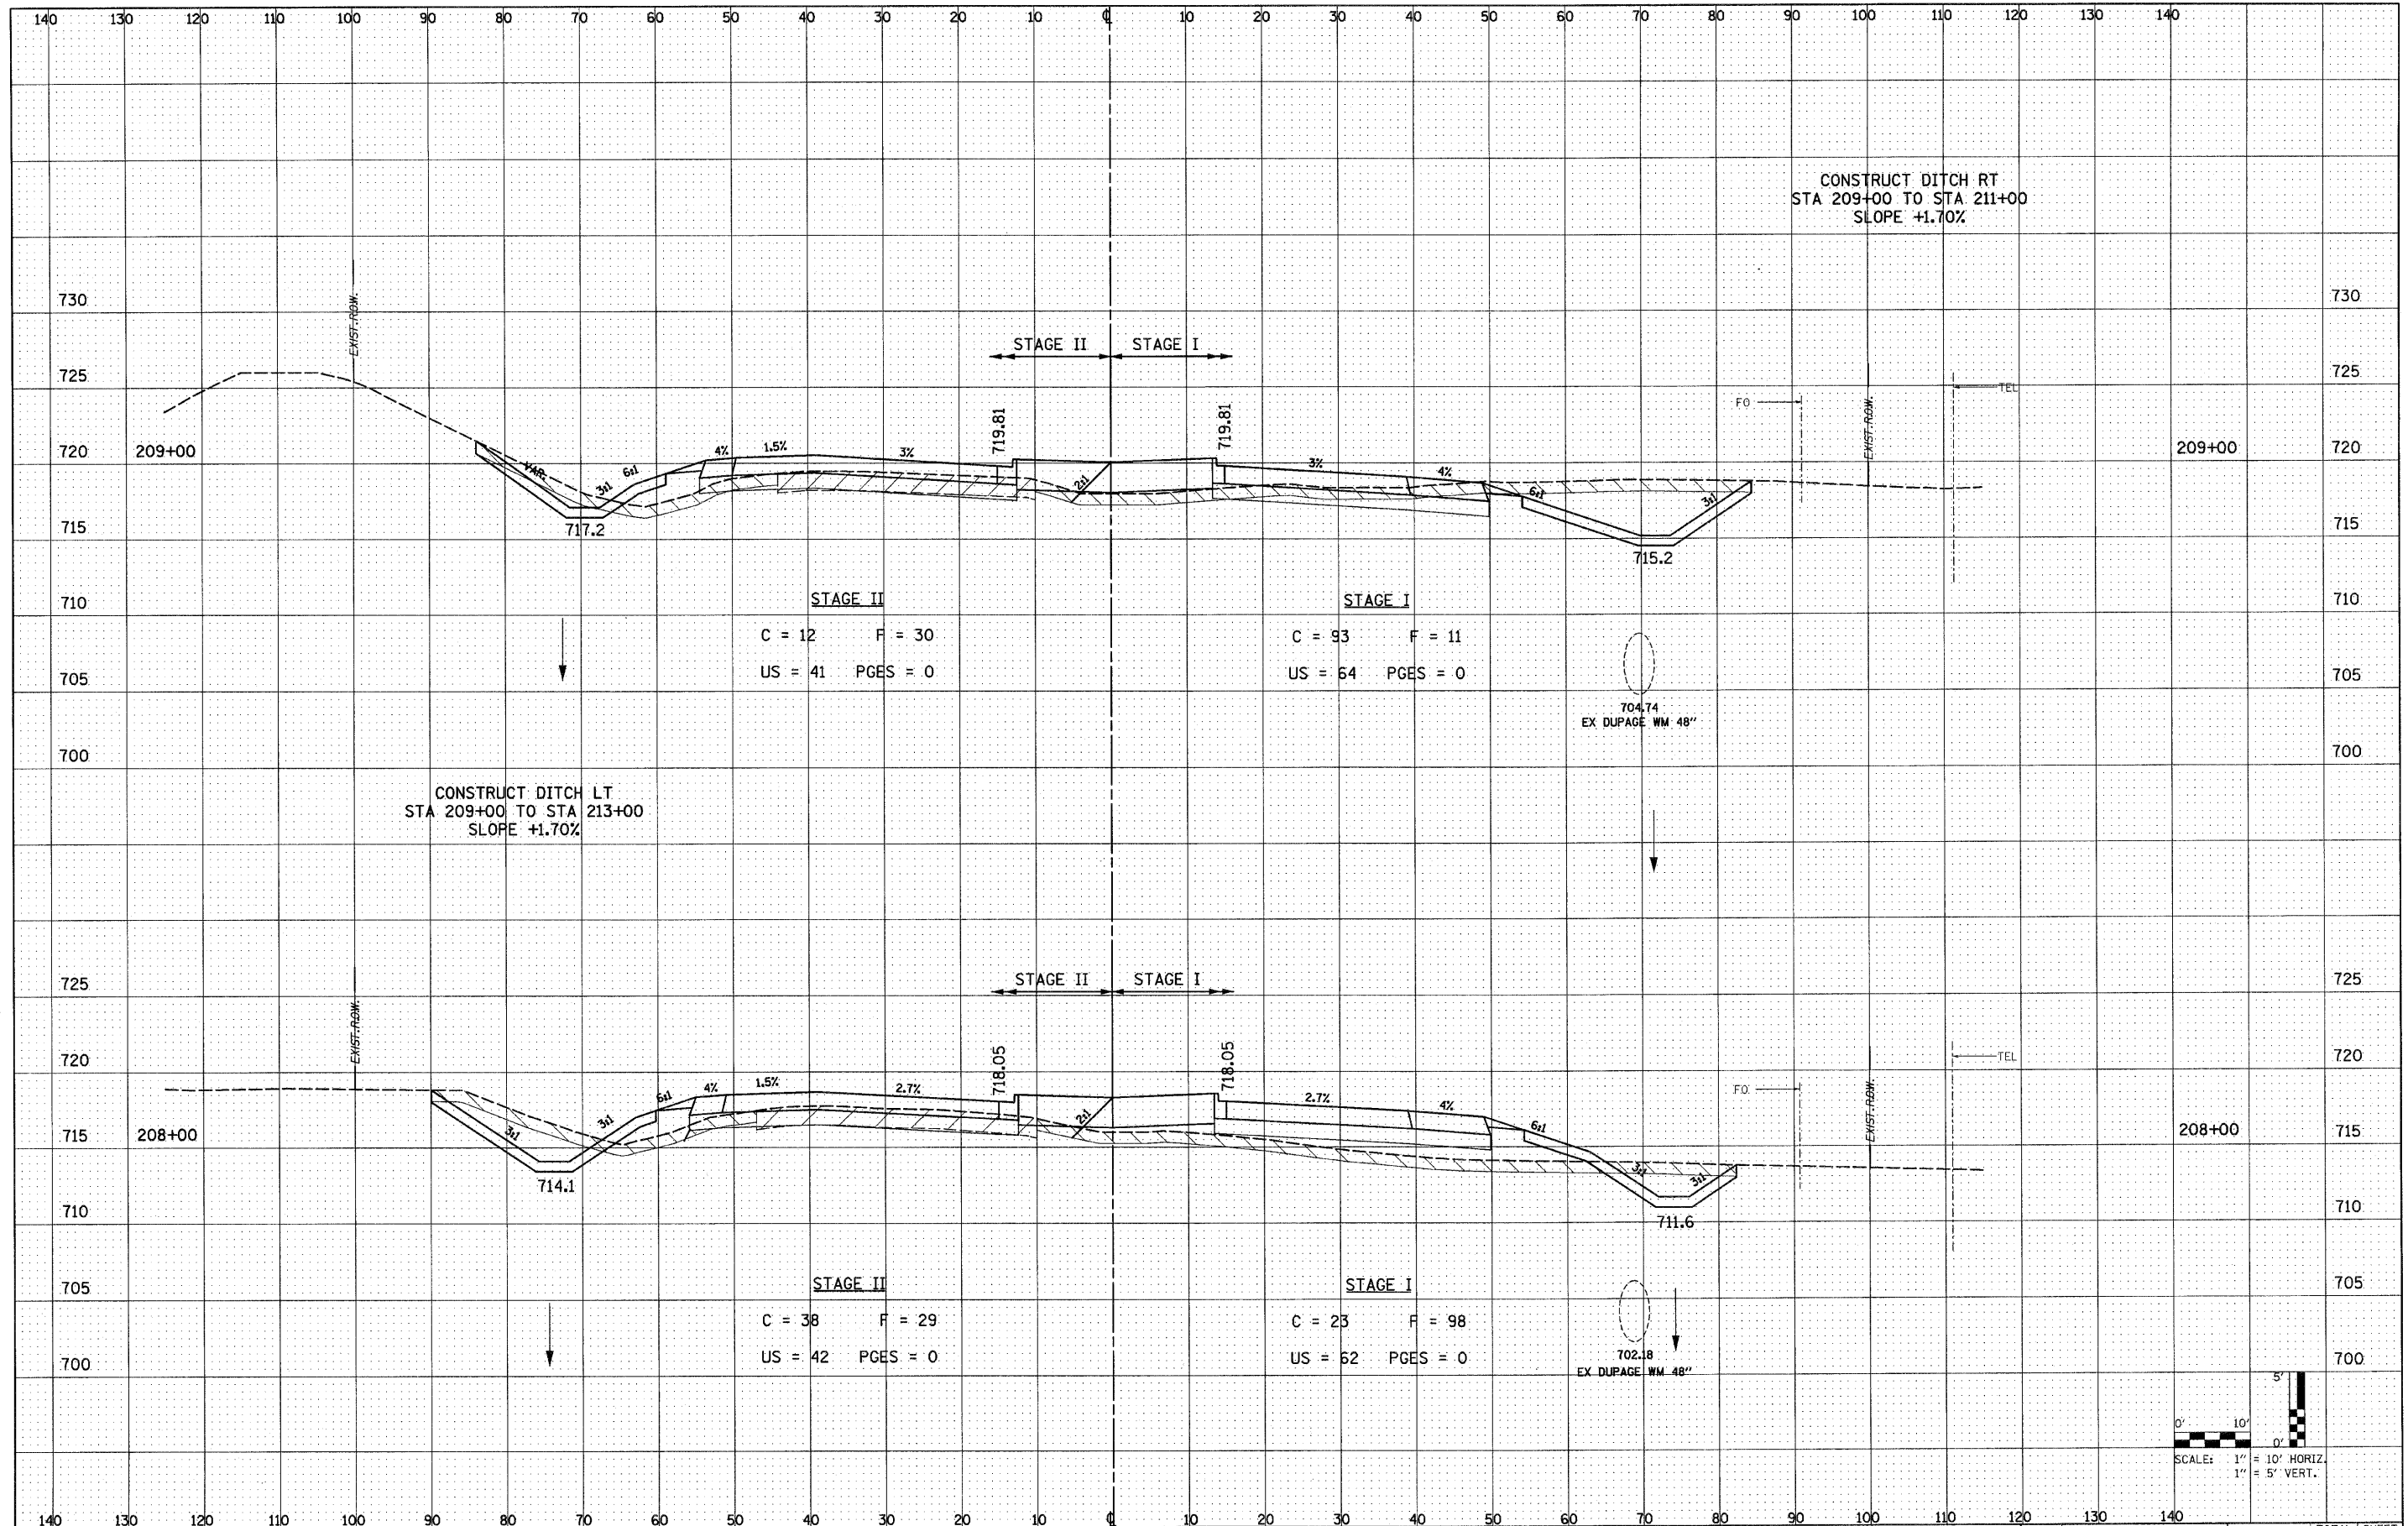 140 130 120 110 100 90 80 70 60 50 40 30 20 10 ℄ 10 20 30 40 50 60 70 80 90 100 110 120 130 140
CONSTRUCT DITCH RT
STA 209+00 TO STA 211+00
SLOPE +1.70%
730 730
EXIST. R.O.W.
STAGE II STAGE I
725 725
TEL
FO
EXIST. R.O.W.
719.81 719.81
720 209+00 209+00 720
VAR. 3:1 6:1 4% 1.5% 3% 2:1 3% 4% 6:1 3:1
715 717.2 715.2 715
710 STAGE II STAGE I 710
C = 12 F = 30 C = 93 F = 11
US = 41 PGES = 0 US = 64 PGES = 0
705 705
704.74
EX DUPAGE WM 48"
700 700
CONSTRUCT DITCH LT
STA 209+00 TO STA 213+00
SLOPE +1.70%
725 STAGE II STAGE I 725
EXIST. R.O.W.
720 720
TEL
718.05 718.05
FO
EXIST. R.O.W.
3:1 3:1 6:1 4% 1.5% 2.7% 2:1 2.7% 4% 6:1 3:1 3:1
715 208+00 208+00 715
714.1
710 711.6 710
705 STAGE II STAGE I 705
C = 38 F = 29 C = 23 F = 98
US = 42 PGES = 0 US = 62 PGES = 0
700 700
702.18
EX DUPAGE WM 48"
5'
0' 10'
0'
SCALE: 1" = 10' HORIZ.
1" = 5' VERT.
140 130 120 110 100 90 80 70 60 50 40 30 20 10 ℄ 10 20 30 40 50 60 70 80 90 100 110 120 130 140